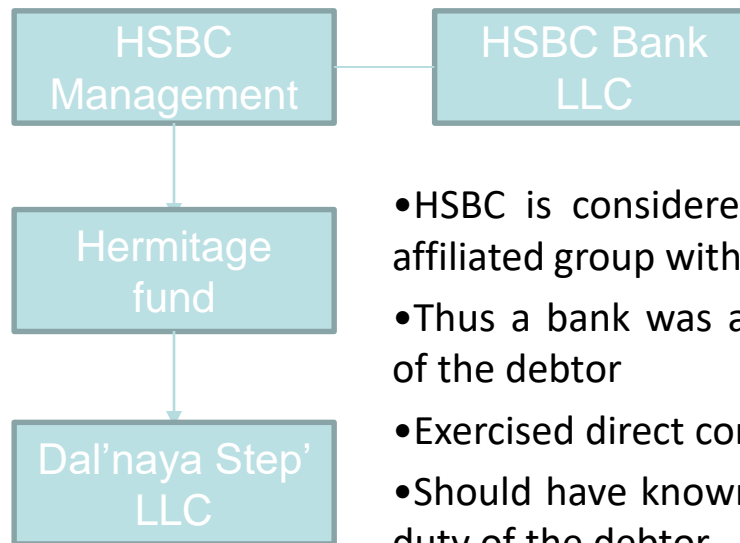 HSBC
Management
HSBC Bank
LLC
Hermitage
fund
Dal'naya Step'
LLC
•HSBC is considere
affiliated group with
•Thus a bank was a
of the debtor
•Exercised direct co
•Should have know
duty of the debtor